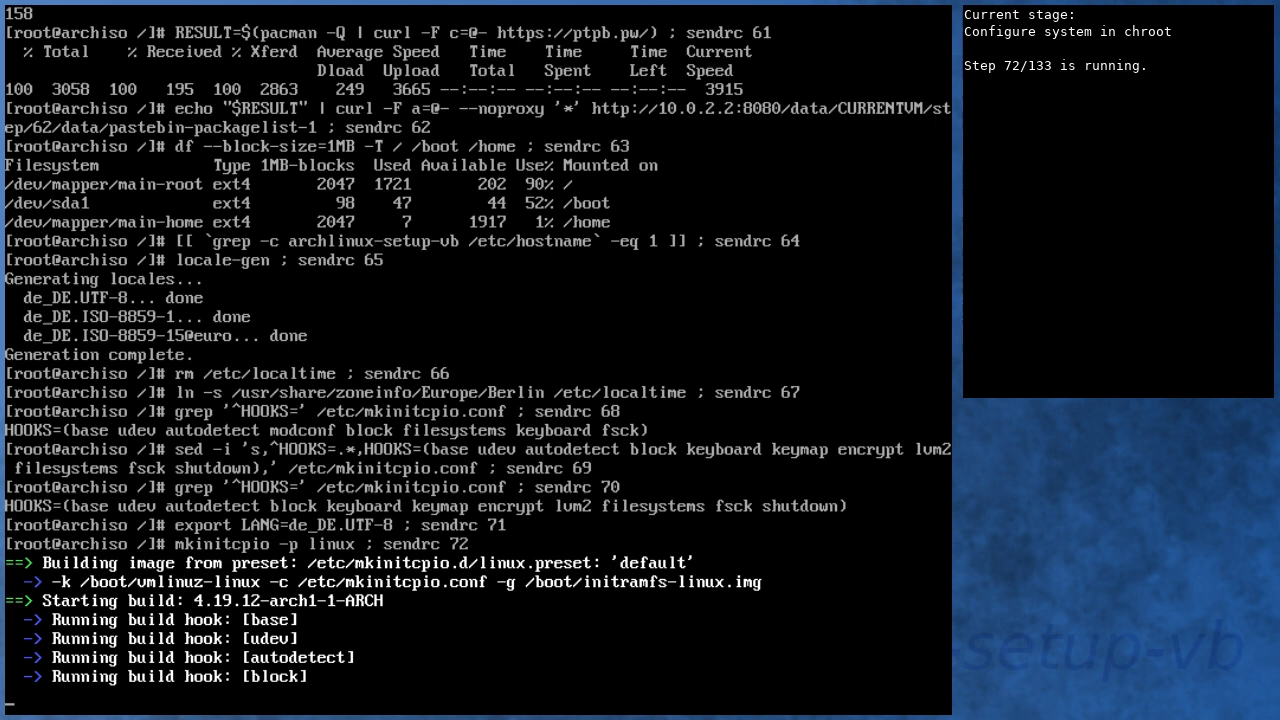 158
[root@archiso /]# RESULT=$(pacman -Q | curl -F c=@- https://ptpb.pw/) ; sendrc 61
  % Total    % Received % Xferd  Average Speed   Time    Time     Time  Current
                                 Dload  Upload   Total   Spent    Left  Speed
100  3058  100   195  100  2863    249   3665 --:--:-- --:--:-- --:--:--  3915
[root@archiso /]# echo "$RESULT" | curl -F a=@- --noproxy '*' http://10.0.2.2:8080/data/CURRENTVM/st
ep/62/data/pastebin-packagelist-1 ; sendrc 62
[root@archiso /]# df --block-size=1MB -T / /boot /home ; sendrc 63
Filesystem            Type 1MB-blocks  Used Available Use% Mounted on
/dev/mapper/main-root ext4       2047  1721       202  90% /
/dev/sda1             ext4         98    47        44  52% /boot
/dev/mapper/main-home ext4       2047     7      1917   1% /home
[root@archiso /]# [[ `grep -c archlinux-setup-vb /etc/hostname` -eq 1 ]] ; sendrc 64
[root@archiso /]# locale-gen ; sendrc 65
Generating locales...
  de_DE.UTF-8... done
  de_DE.ISO-8859-1... done
  de_DE.ISO-8859-15@euro... done
Generation complete.
[root@archiso /]# rm /etc/localtime ; sendrc 66
[root@archiso /]# ln -s /usr/share/zoneinfo/Europe/Berlin /etc/localtime ; sendrc 67
[root@archiso /]# grep '^HOOKS=' /etc/mkinitcpio.conf ; sendrc 68
HOOKS=(base udev autodetect modconf block filesystems keyboard fsck)
[root@archiso /]# sed -i 's,^HOOKS=.*,HOOKS=(base udev autodetect block keyboard keymap encrypt lvm2
 filesystems fsck shutdown),' /etc/mkinitcpio.conf ; sendrc 69
[root@archiso /]# grep '^HOOKS=' /etc/mkinitcpio.conf ; sendrc 70
HOOKS=(base udev autodetect block keyboard keymap encrypt lvm2 filesystems fsck shutdown)
[root@archiso /]# export LANG=de_DE.UTF-8 ; sendrc 71
[root@archiso /]# mkinitcpio -p linux ; sendrc 72
==> Building image from preset: /etc/mkinitcpio.d/linux.preset: 'default'
  -> -k /boot/vmlinuz-linux -c /etc/mkinitcpio.conf -g /boot/initramfs-linux.img
==> Starting build: 4.19.12-arch1-1-ARCH
  -> Running build hook: [base]
  -> Running build hook: [udev]
  -> Running build hook: [autodetect]
  -> Running build hook: [block]
_
Current stage:
Configure system in chroot
Step 72/133 is running.
-setup-vb